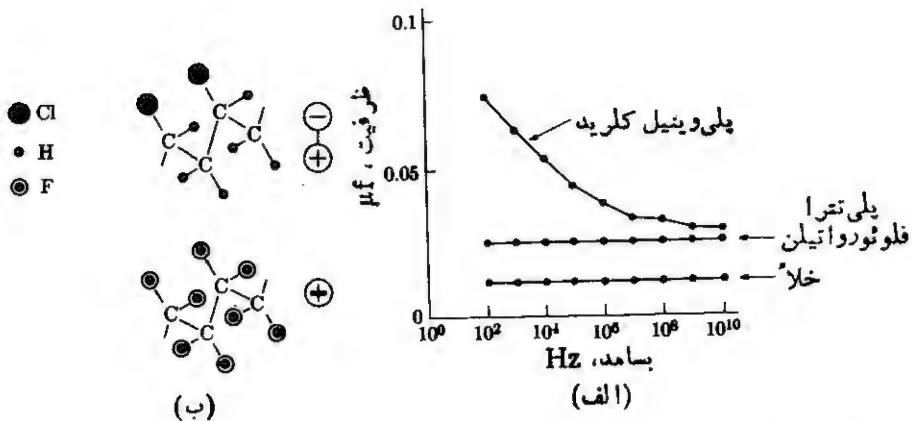 Cl
H
F
Cl
C
C
C
C
C
C
C
C
(ب)
ظرفیت، μf
0.1
0.05
0
10⁰
10²
10⁴
10⁶
10⁸
10¹⁰
بسامد، Hz
(الف)
پلی‌وینیل کلرید
پلی تترا
فلوئورواتیلن
خلأ